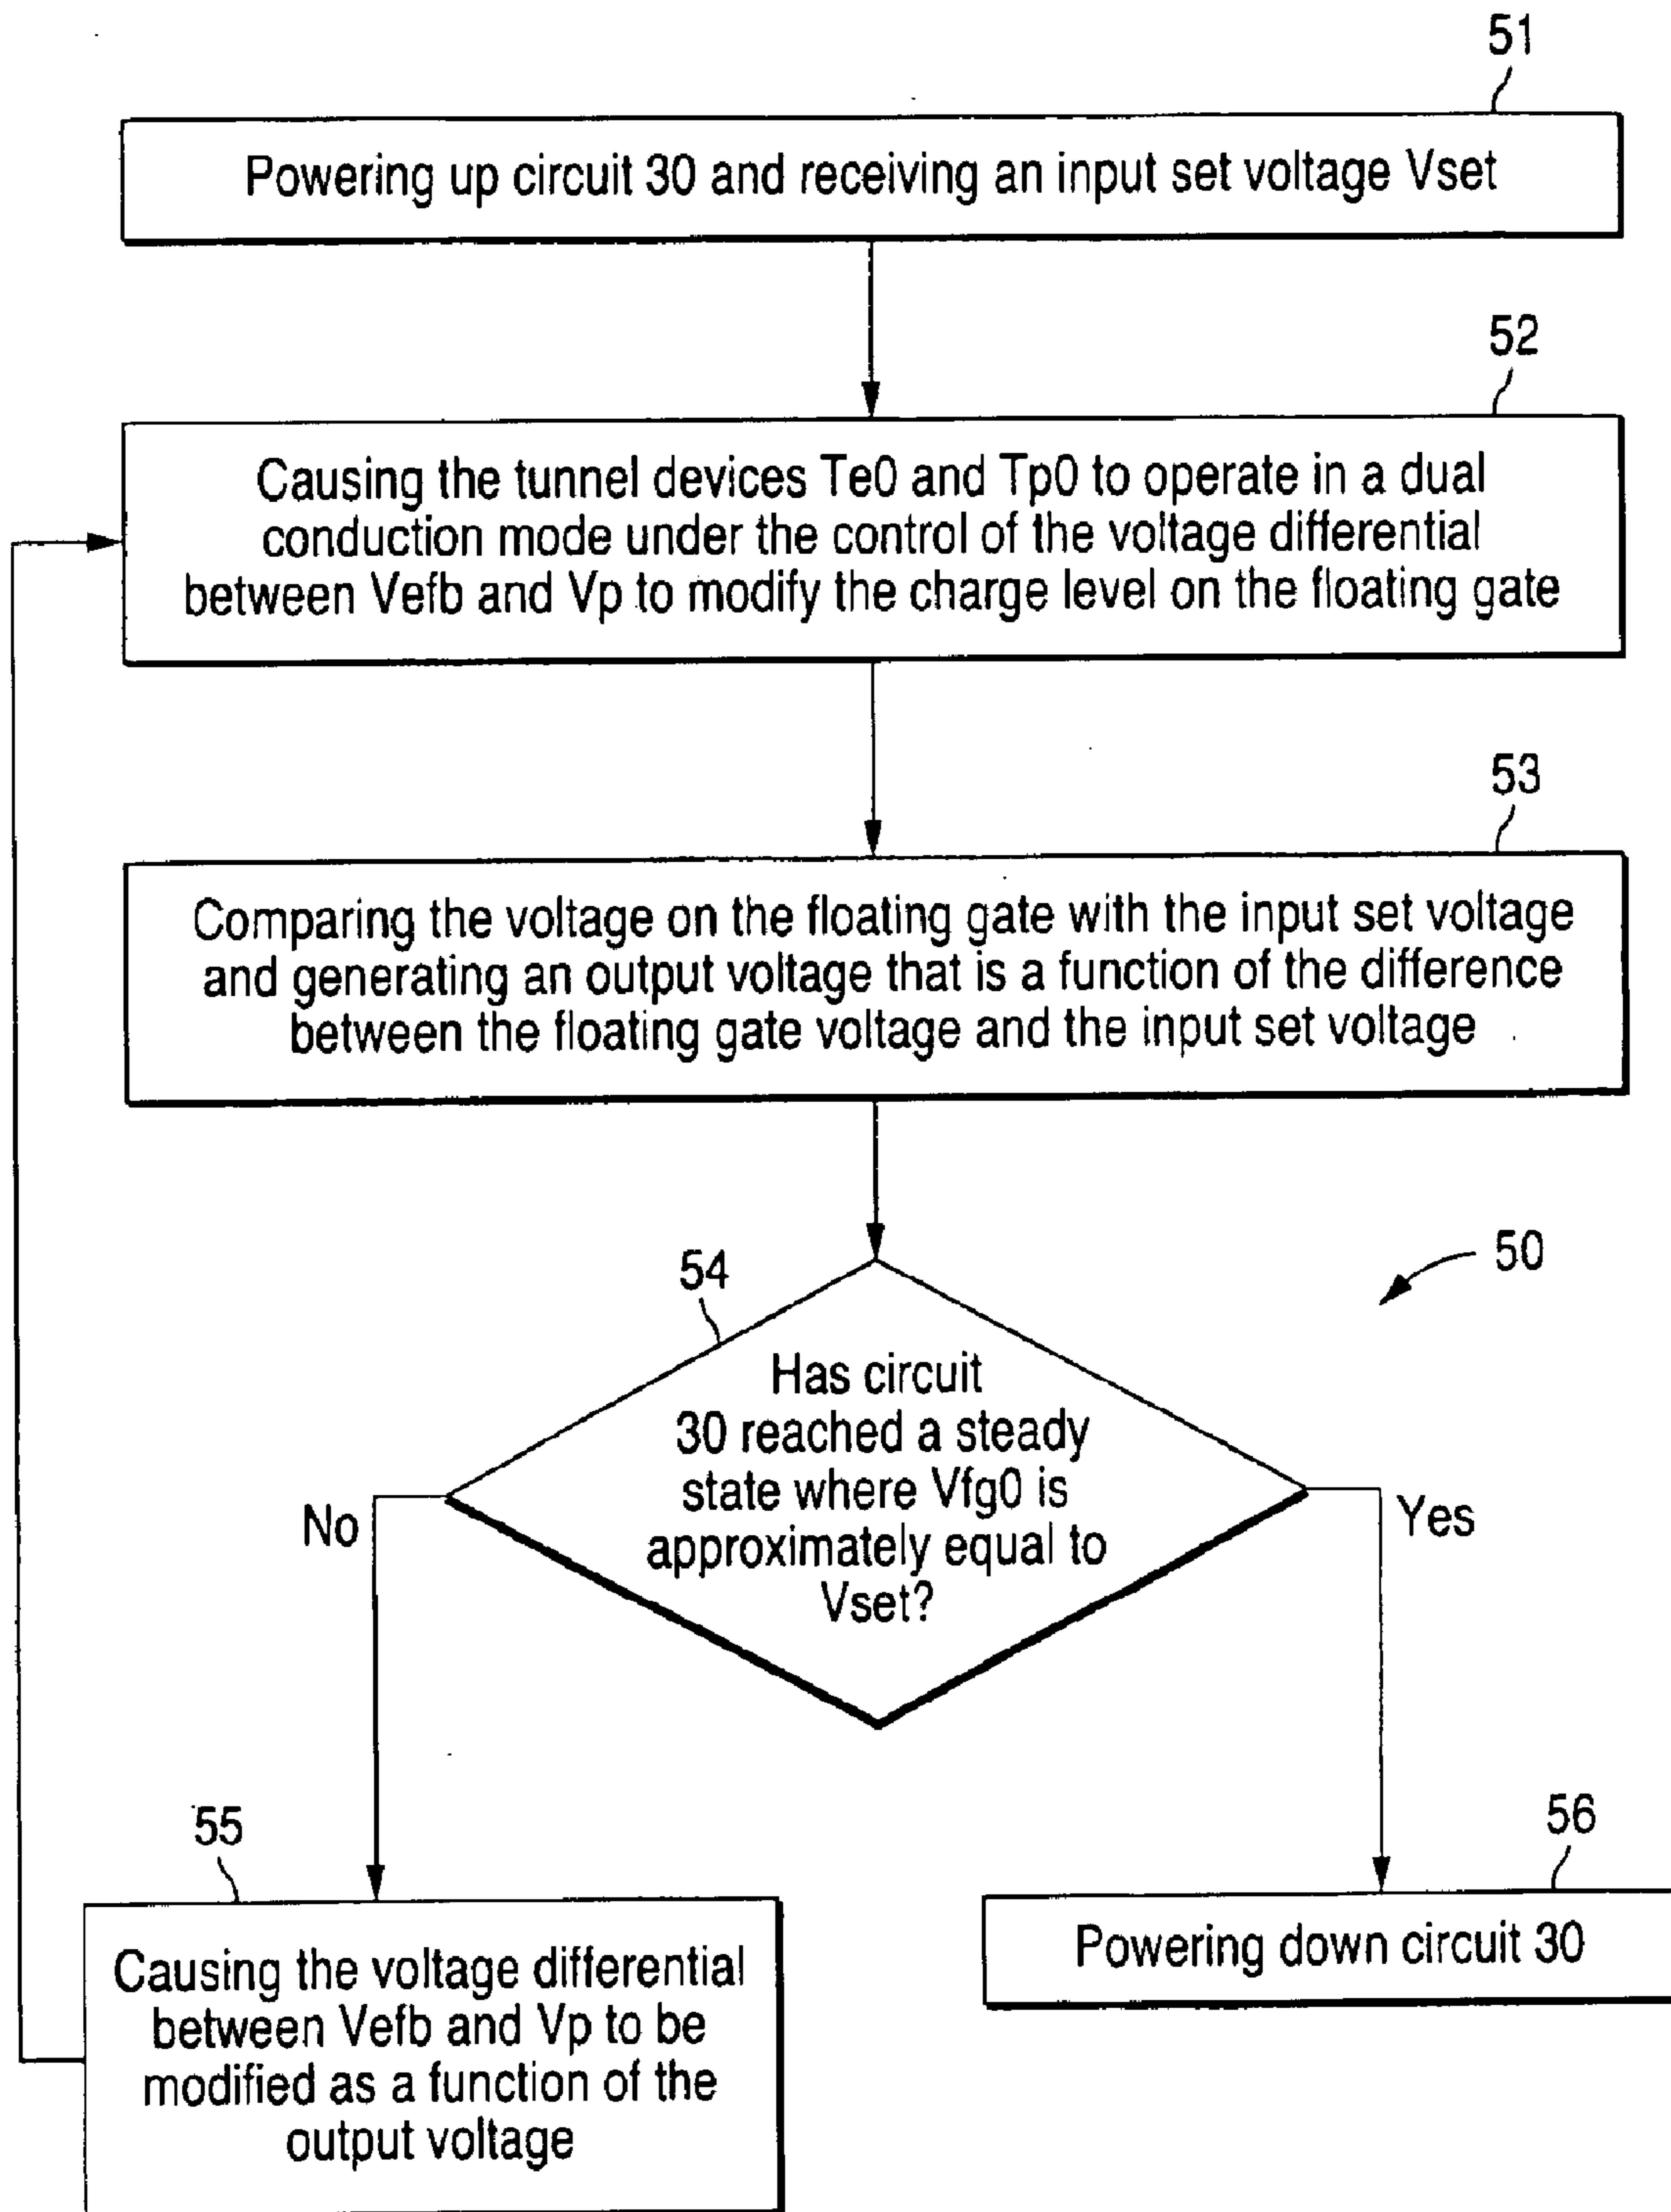 51
Powering up circuit 30 and receiving an input set voltage Vset
52
Causing the tunnel devices Te0 and Tp0 to operate in a dual
conduction mode under the control of the voltage differential
between Vefb and Vp to modify the charge level on the floating gate
53
Comparing the voltage on the floating gate with the input set voltage
and generating an output voltage that is a function of the difference
between the floating gate voltage and the input set voltage
50
54
Has circuit
30 reached a steady
state where Vfg0 is
approximately equal to
Vset?
No
Yes
55
Causing the voltage differential
between Vefb and Vp to be
modified as a function of the
output voltage
56
Powering down circuit 30